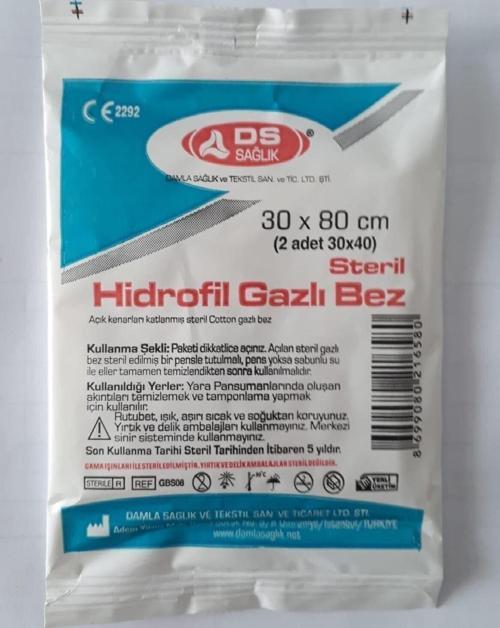 CE 2292
DS
SAĞLIK
®
DAMLA SAĞLIK ve TEKSTİL SAN. ve TİC. LTD. ŞTİ.
30 x 80 cm
(2 adet 30x40)
Steril
Hidrofil Gazlı Bez
Açık kenarları katlanmış steril Cotton gazlı bez
Kullanma Şekli: Paketi dikkatlice açınız. Açılan steril gazlı
bez steril edilmiş bir pensle tutulmalı, pens yoksa sabunlu su
ile eller tamamen temizlendikten sonra kullanılmalıdır.
Kullanıldığı Yerler: Yara Pansumanlarında oluşan
akıntıları temizlemek ve tamponlama yapmak
için kullanılır.
Rutubet, ışık, aşırı sıcak ve soğuktan koruyunuz.
Yırtık ve delik ambalajları kullanmayınız. Merkezi
sinir sisteminde kullanmayınız.
Son Kullanma Tarihi Steril Tarihinden İtibaren 5 yıldır.
GAMA IŞINLARI İLE STERİL EDİLMİŞTİR. YIRTIK VE DELİK AMBALAJLAR STERİL DEĞİLDİR.
STERILE R REF GBS08 YERLİ
ÜRETİM
8699080216580
DAMLA SAĞLIK VE TEKSTİL SAN. VE TİCARET LTD. ŞTİ.
İstanbul / TÜRKİYE
www.damlasaglik.net